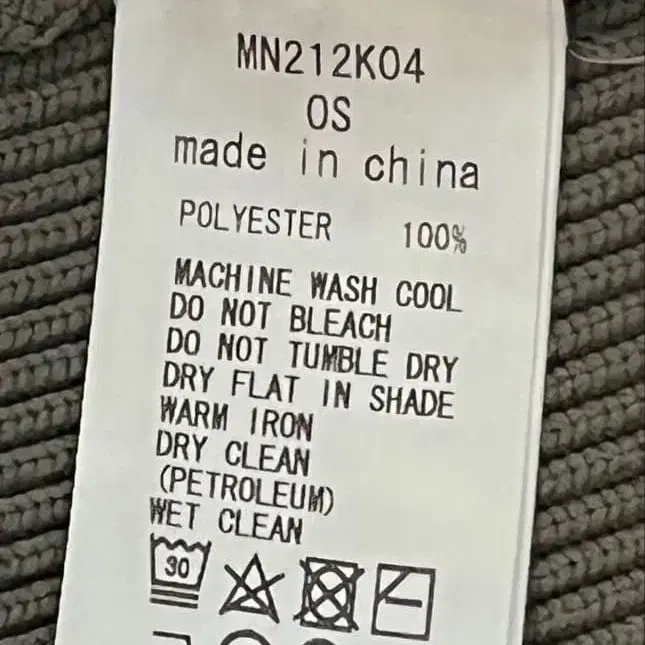 MN212K04
OS
made in china
POLYESTER 100%
MACHINE WASH COOL
DO NOT BLEACH
DO NOT TUMBLE DRY
DRY FLAT IN SHADE
WARM IRON
DRY CLEAN
(PETROLEUM)
WET CLEAN
30